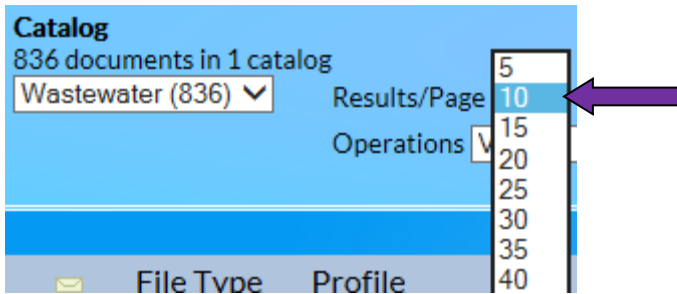 Catalog
836 documents in 1 catalog
Wastewater (836)
Results/Page
Operations V
5
10
15
20
25
30
35
40
File Type Profile